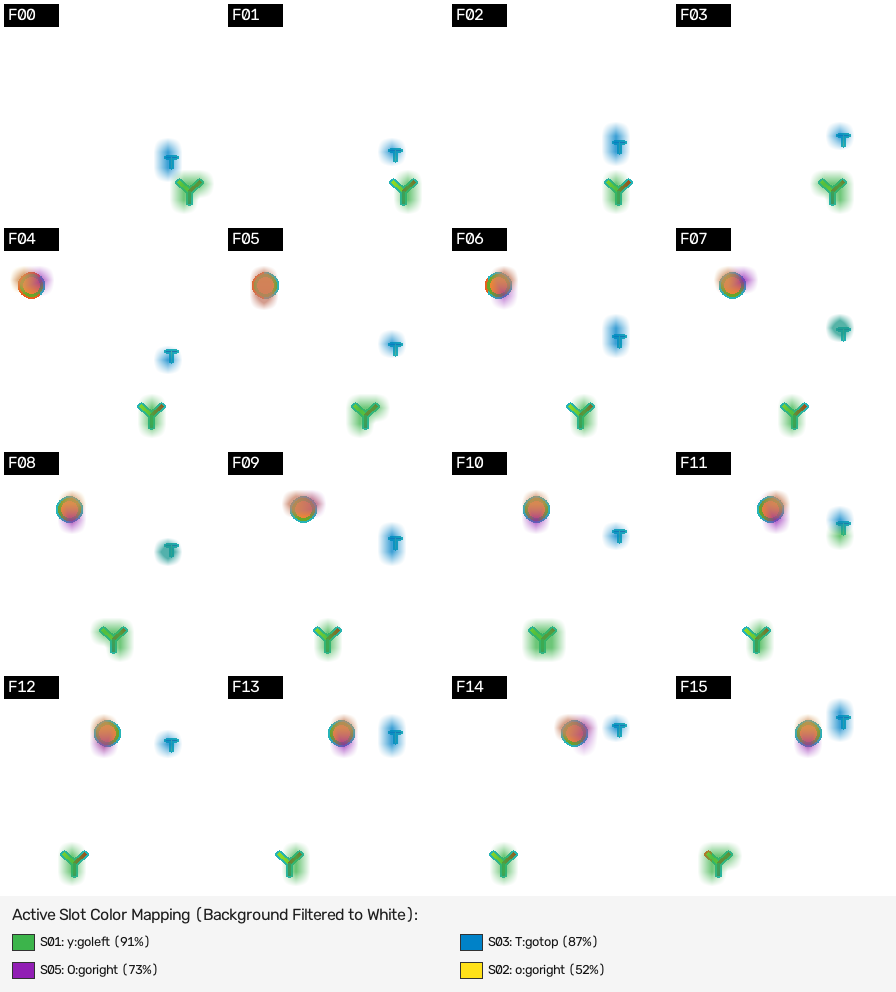 F00 F01 F02 F03
F04 F05 F06 F07
F08 F09 F10 F11
F12 F13 F14 F15
Active Slot Color Mapping (Background Filtered to White):
S01: y:goleft (91%) S03: T:gotop (87%)
S05: O:goright (73%) S02: o:goright (52%)